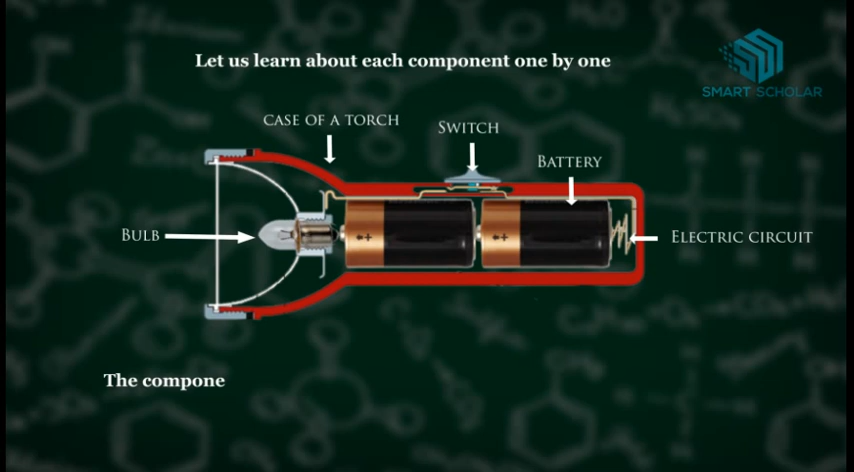 Let us learn about each component one by one
SMART SCHOLAR
CASE OF A TORCH
SWITCH
BATTERY
BULB
ELECTRIC CIRCUIT
The compone